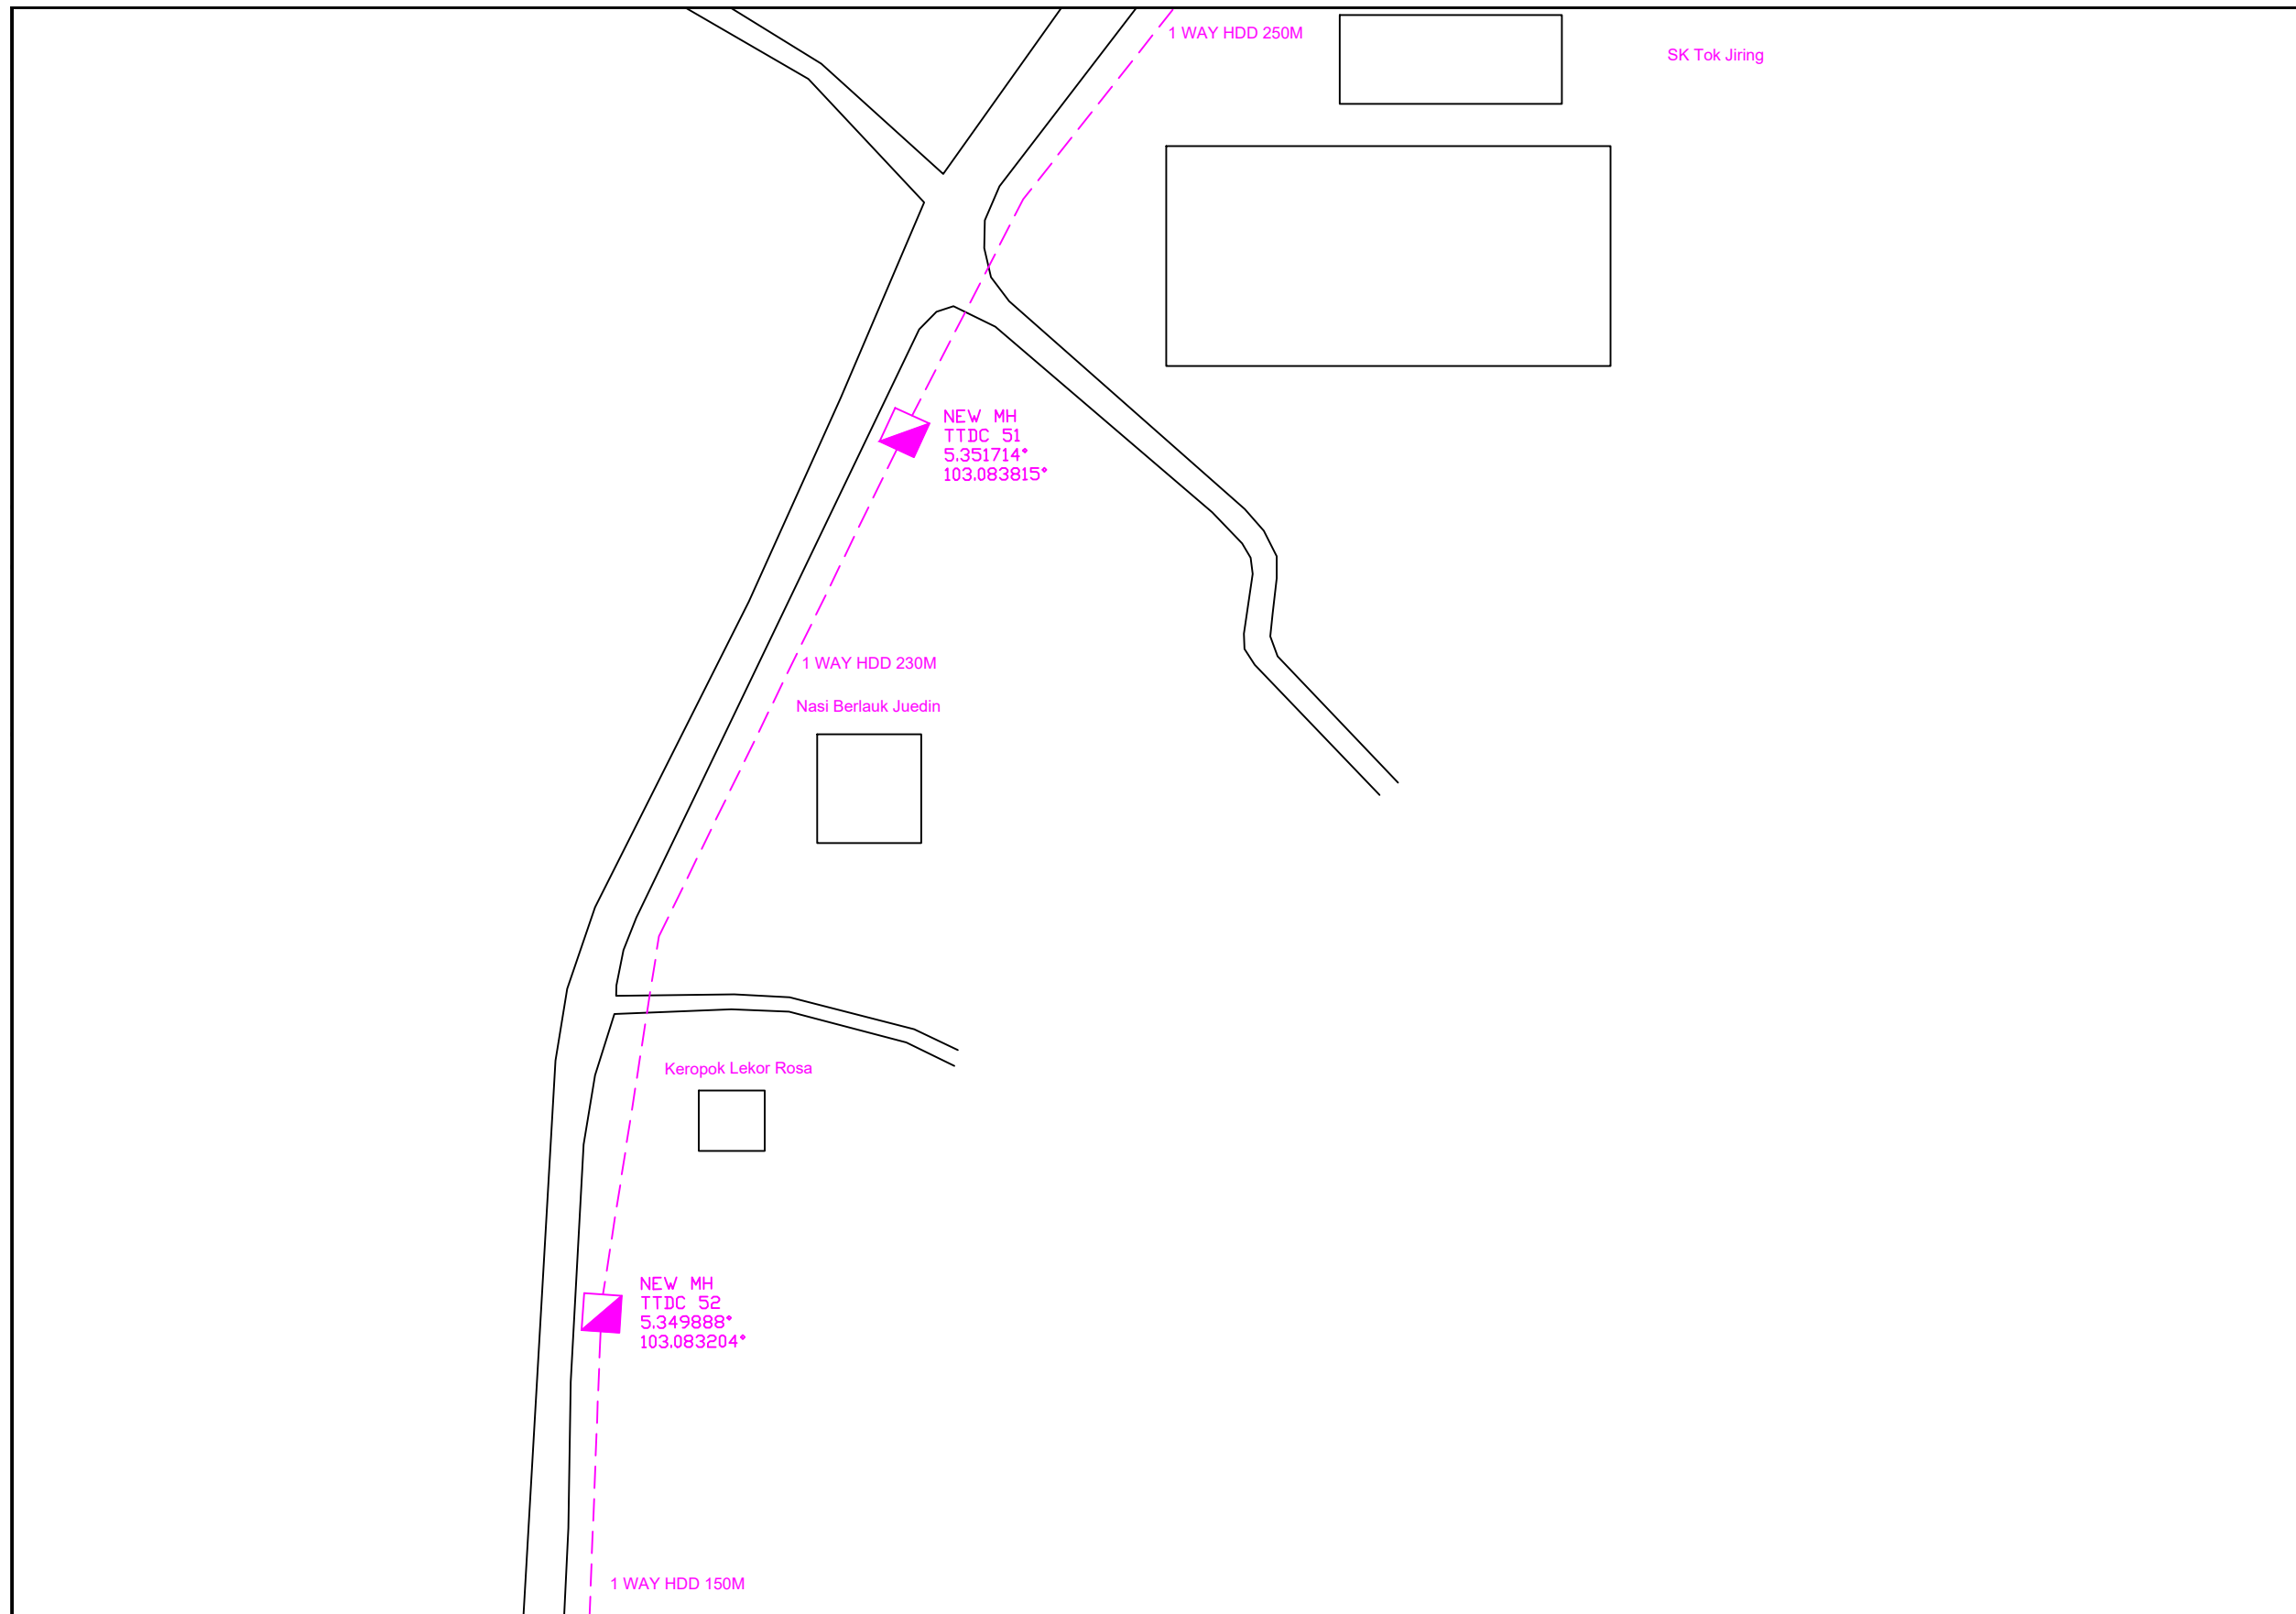 1 WAY HDD 250M
SK Tok Jiring
NEW MH
TTDC 51
5.351714°
103.083815°
1 WAY HDD 230M
Nasi Berlauk Juedin
Keropok Lekor Rosa
NEW MH
TTDC 52
5.349888°
103.083204°
1 WAY HDD 150M